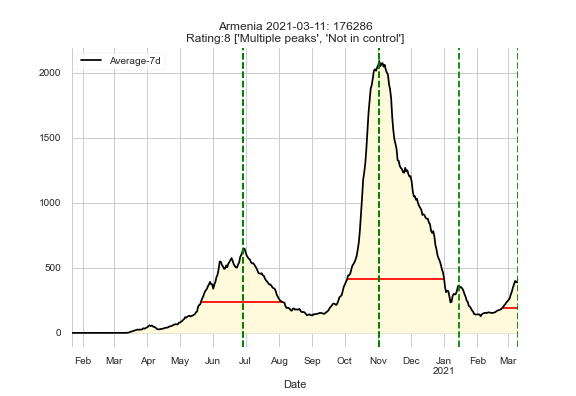 Armenia 2021-03-11: 176286
Rating:8 ['Multiple peaks', 'Not in control']
Average-7d
2000
1500
1000
500
0
Feb Mar Apr May Jun Jul Aug Sep Oct Nov Dec Jan Feb Mar
2021
Date